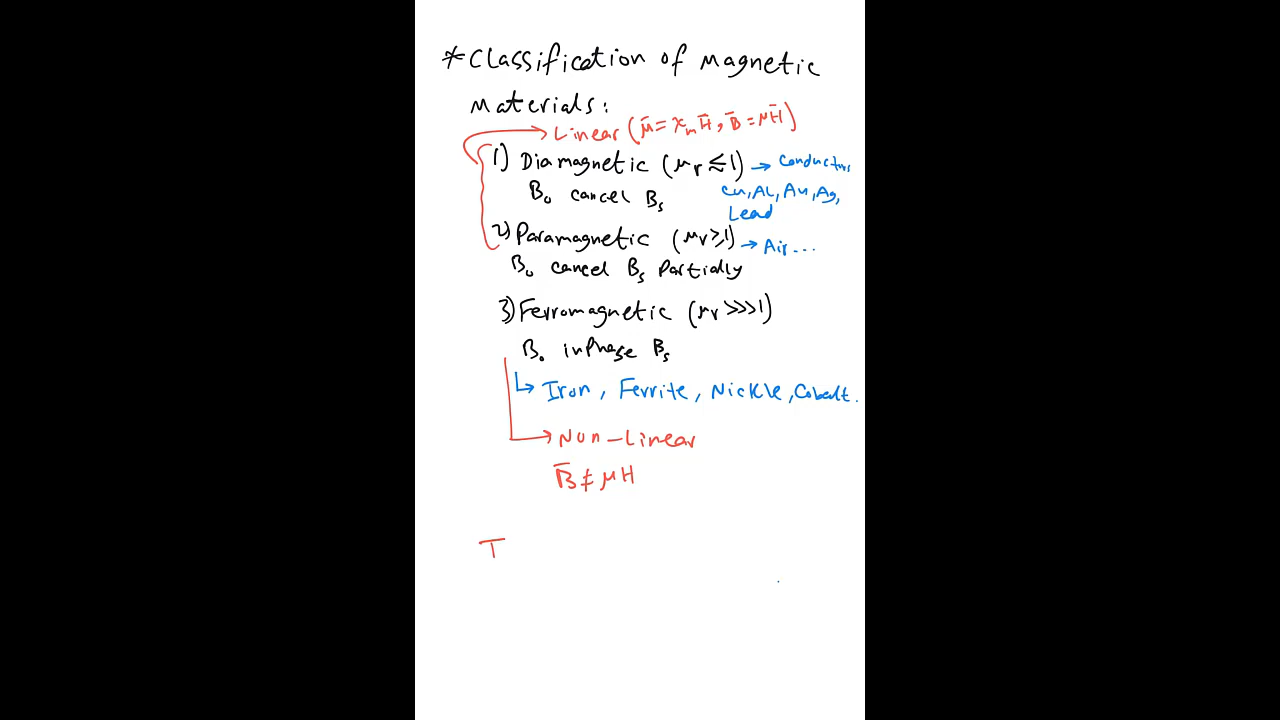 *Classification of Magnetic
Materials:
Linear (M̄ = χₘ H̄, B̄ = μH̄)
1) Diamagnetic (μr ⪅ 1) → Conductors
B₀ cancel Bₛ
Cu, AL, Au, Ag,
Lead
2) Paramagnetic (μr ≥ 1) → Air...
B₀ cancel Bₛ Partially
3) Ferromagnetic (μr >>> 1)
B₀ inphase Bₛ
Iron, Ferrite, Nickle, Cobalt.
Non-Linear
B̄ ≠ μH
T